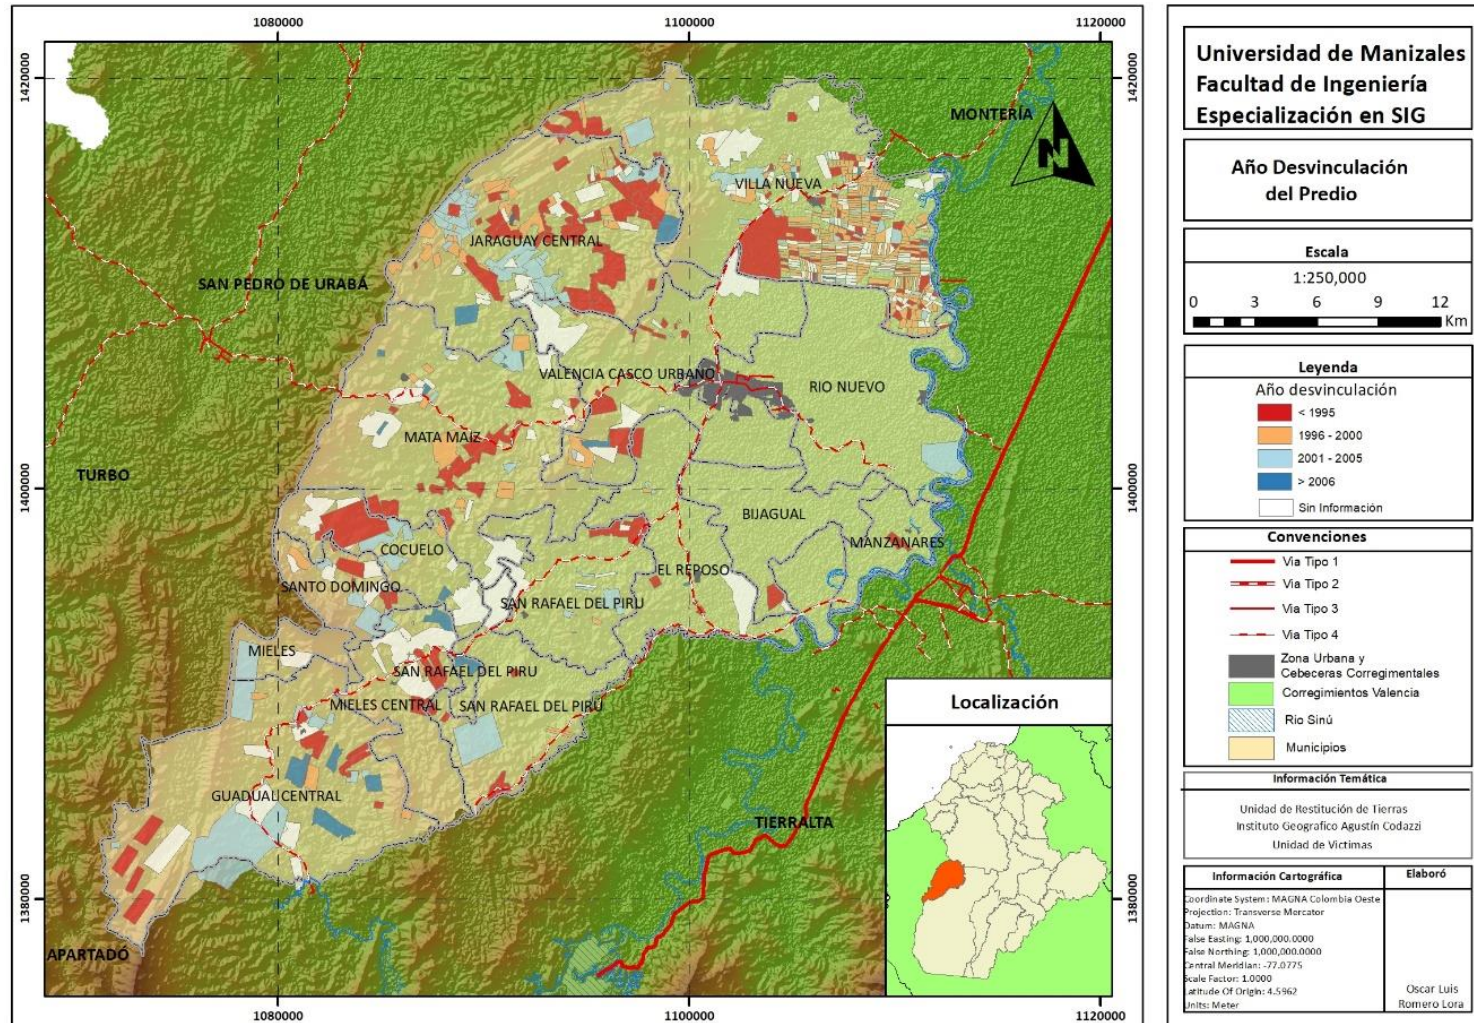 1080000
1100000
1120000
1420000
1420000
MONTERÍA
N
VILLA NUEVA
JARAGUAY CENTRAL
SAN PEDRO DE URABÁ
VALENCIA CASCO URBANO
RIO NUEVO
MATA MAÍZ
TURBO
1400000
1400000
BIJAGUAL
COCUELO
MANZANARES
EL REPOSO
SANTO DOMINGO
SAN RAFAEL DEL PIRU
MIELES
SAN RAFAEL DEL PIRU
MIELES CENTRAL
SAN RAFAEL DEL PIRU
GUADUAL CENTRAL
TIERRALTA
1380000
1380000
APARTADÓ
1080000
1100000
1120000
Localización
Universidad de Manizales
Facultad de Ingeniería
Especialización en SIG
Año Desvinculación
del Predio
Escala
1:250,000
0 3 6 9 12
Km
Leyenda
Año desvinculación
< 1995
1996 - 2000
2001 - 2005
> 2006
Sin Información
Convenciones
Via Tipo 1
Via Tipo 2
Via Tipo 3
Via Tipo 4
Zona Urbana y
Cebeceras Corregimentales
Corregimientos Valencia
Rio Sinú
Municipios
Información Temática
Unidad de Restitución de Tierras
Instituto Geografico Agustín Codazzi
Unidad de Victimas
Información Cartográfica
Coordinate System: MAGNA Colombia Oeste
Projection: Transverse Mercator
Datum: MAGNA
False Easting: 1,000,000.0000
False Northing: 1,000,000.0000
Central Meridian: -77.0775
Scale Factor: 1.0000
Latitude Of Origin: 4.5962
Units: Meter
Elaboró
Oscar Luis
Romero Lora